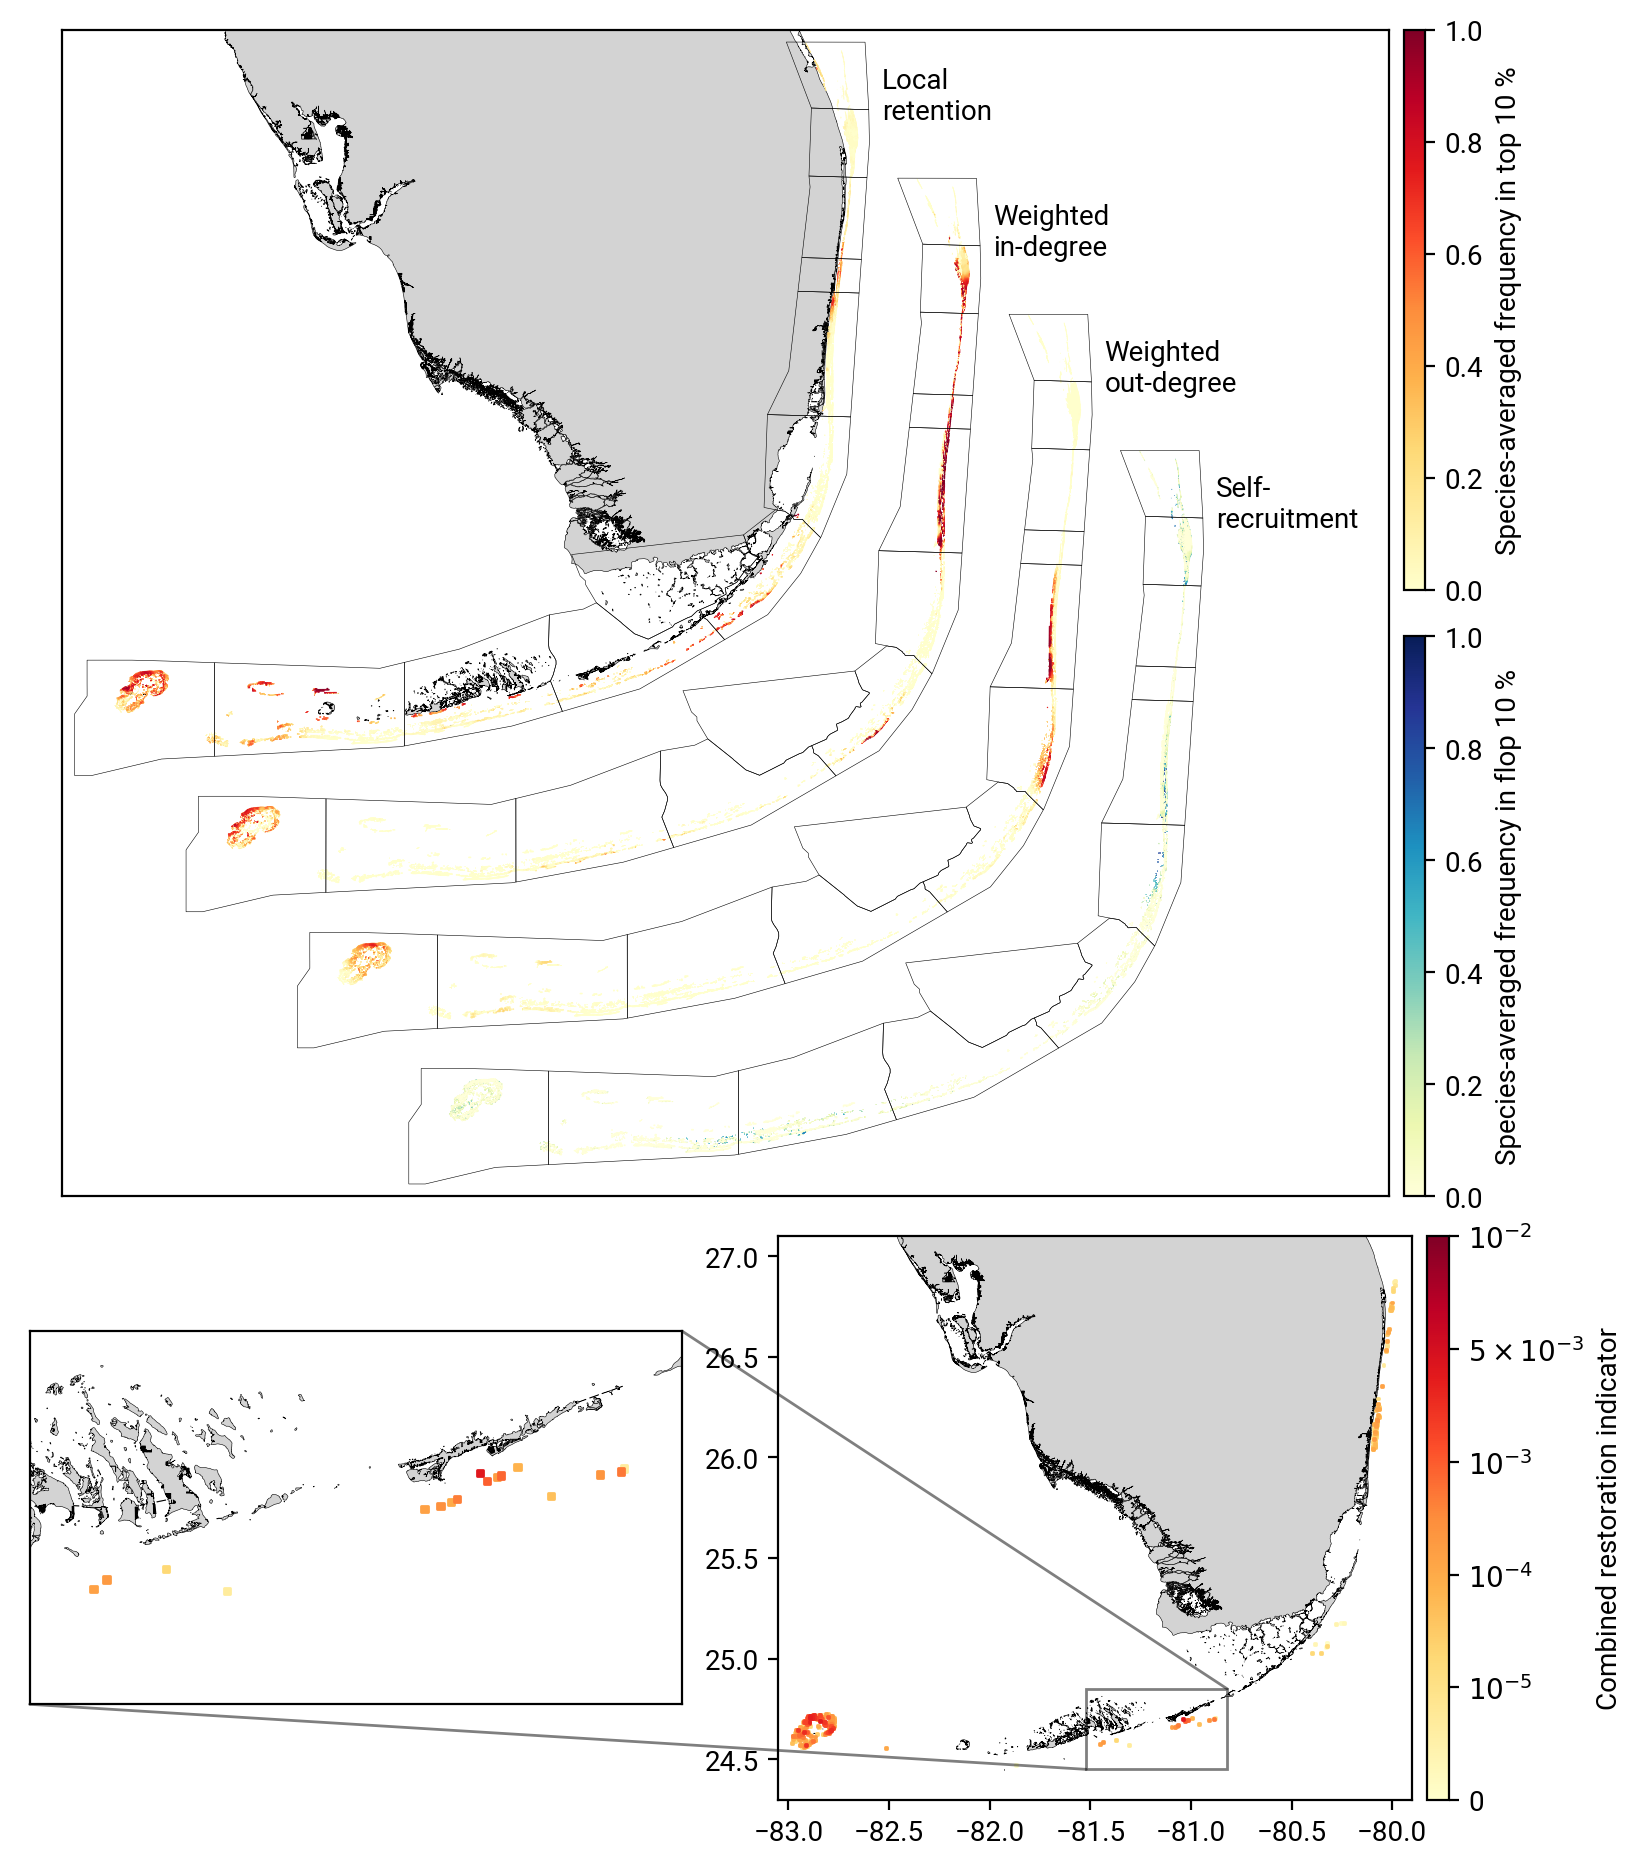 Local
retention
Weighted
in-degree
Weighted
out-degree
Self-
recruitment
1.0
0.8
0.6
0.4
0.2
0.0
Species-averaged frequency in top 10 %
1.0
0.8
0.6
0.4
0.2
0.0
Species-averaged frequency in flop 10 %
27.0
26.5
26.0
25.5
25.0
24.5
−83.0 −82.5 −82.0 −81.5 −81.0 −80.5 −80.0
10⁻²
5 × 10⁻³
10⁻³
10⁻⁴
10⁻⁵
0
Combined restoration indicator